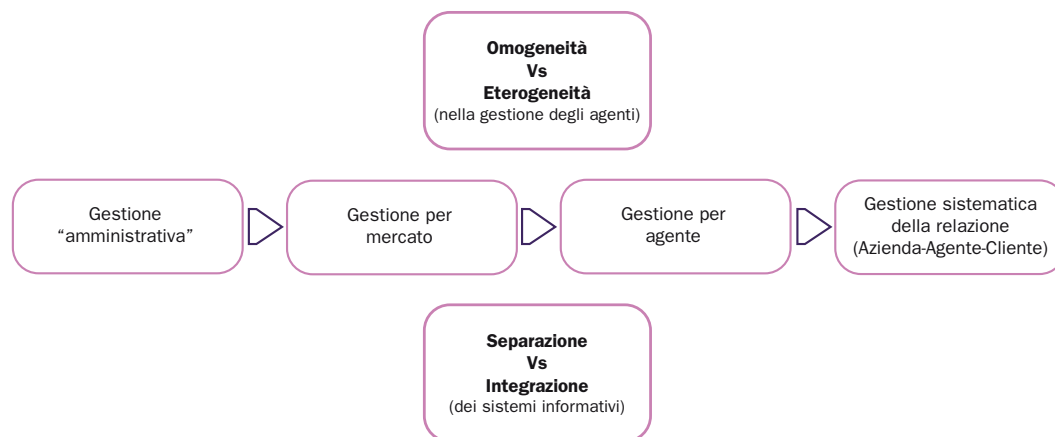 Omogeneità
Vs
Eterogeneità
(nella gestione degli agenti)
Gestione
“amministrativa”
Gestione per
mercato
Gestione per
agente
Gestione sistematica
della relazione
(Azienda-Agente-Cliente)
Separazione
Vs
Integrazione
(dei sistemi informativi)